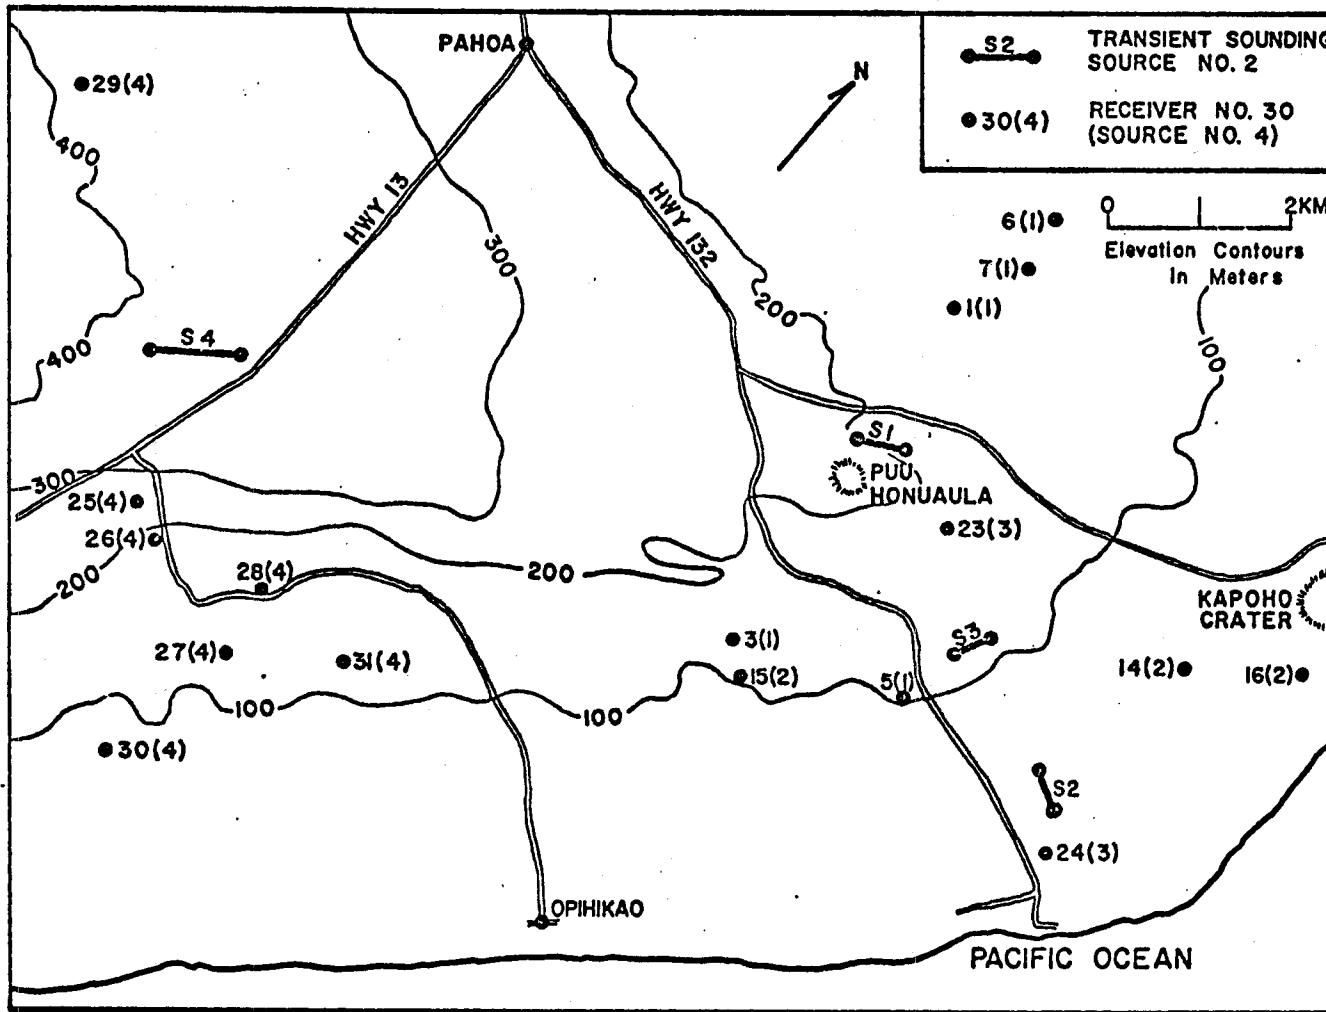 PAHOA
S2
TRANSIENT SOUNDING
SOURCE NO. 2
30(4)
RECEIVER NO. 30
(SOURCE NO. 4)
N
29(4)
400
HWY 13
HWY 132
300
200
6(1)
7(1)
1(1)
0
2KM
Elevation Contours
In Meters
100
400
S4
S1
PUU
HONUAULA
300
25(4)
26(4)
23(3)
200
28(4)
200
KAPOHO
CRATER
27(4)
31(4)
3(1)
15(2)
S3
5(1)
14(2)
16(2)
100
100
30(4)
S2
24(3)
OPIHIKAO
PACIFIC OCEAN